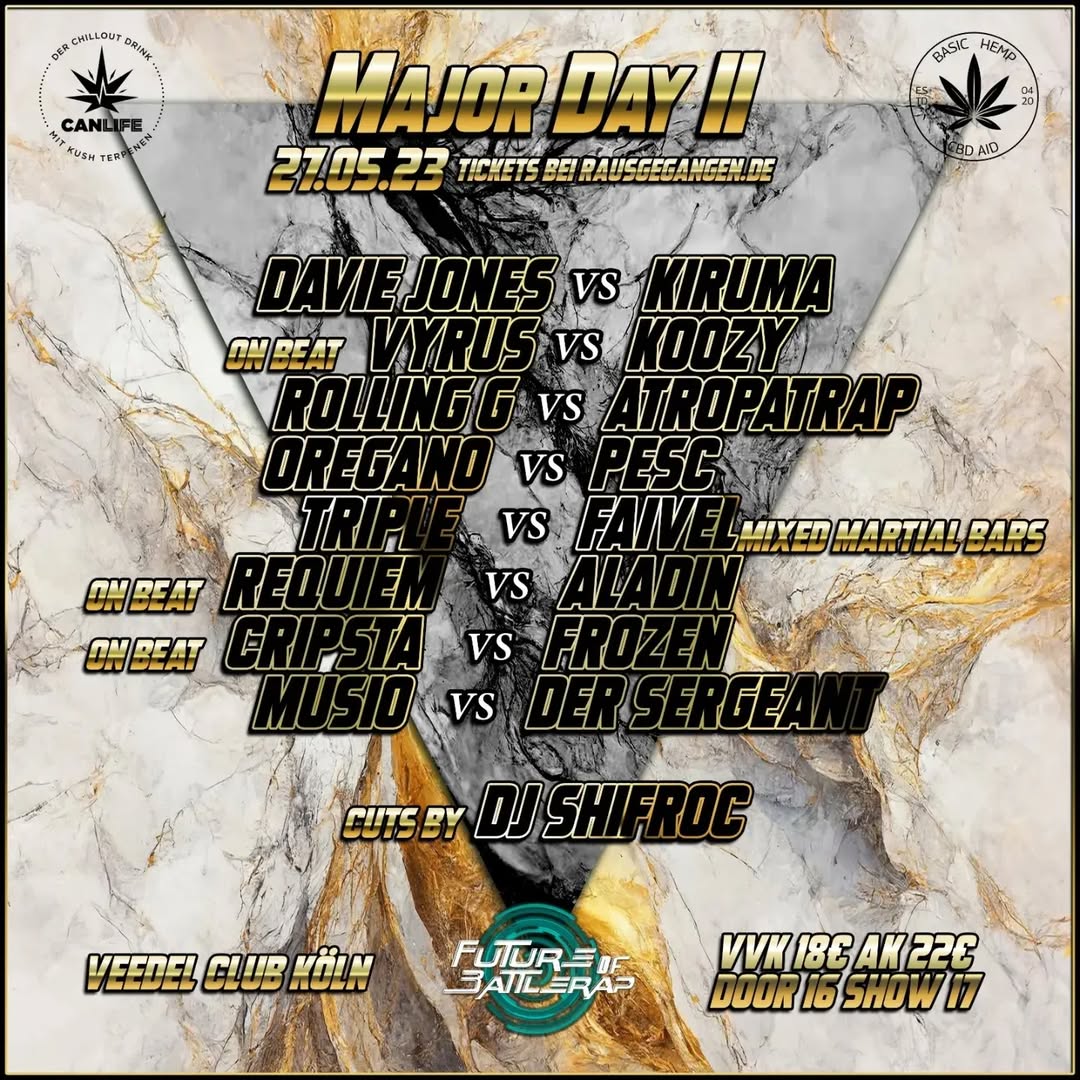 DER CHILLOUT DRINK
CANLIFE
MIT KUSH TERPENEN
BASIC HEMP
ESTD
04
20
CBD AID
MAJOR DAY II
27.05.23 TICKETS BEI RAUSGEGANGEN.DE
DAVIE JONES VS KIRUMA
ON BEAT VYRUS VS KOOZY
ROLLING G VS ATROPATRAP
OREGANO VS PESC
TRIPLE VS FAIVEL MIXED MARTIAL BARS
ON BEAT REQUIEM VS ALADIN
ON BEAT CRIPSTA VS FROZEN
MUSIO VS DER SERGEANT
CUTS BY DJ SHIFROC
VEEDEL CLUB KÖLN
FUTURE OF
BATTLERAP
VVK 18€ AK 22€
DOOR 16 SHOW 17